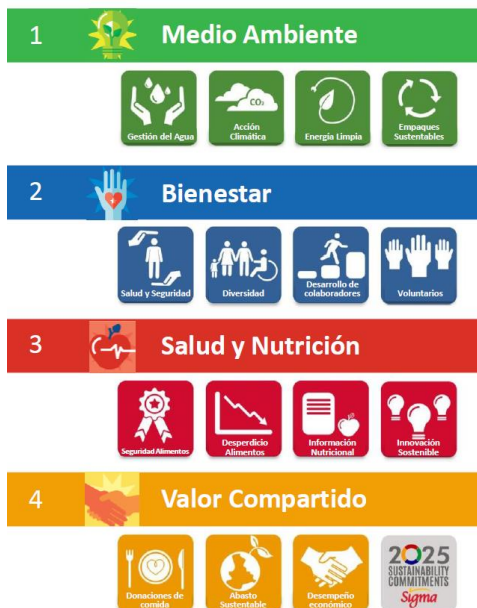 1 Medio Ambiente
Gestión del Agua
CO₂
Acción
Climática
Energía Limpia
Empaques
Sustentables
2 Bienestar
Salud y Seguridad
Diversidad
Desarrollo de
colaboradores
Voluntarios
3 Salud y Nutrición
Seguridad Alimentos
Desperdicio
Alimentos
Información
Nutricional
Innovación
Sostenible
4 Valor Compartido
Donaciones de
comida
Abasto
Sustentable
Desempeño
económico
2025
SUSTAINABILITY
COMMITMENTS
Sigma